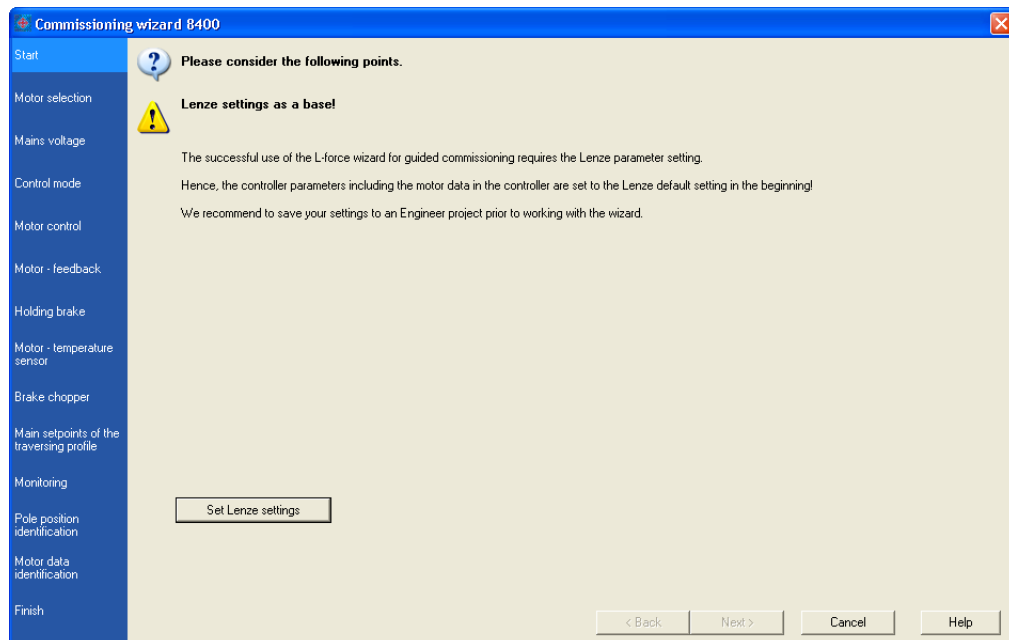 Commissioning wizard 8400
Start
Motor selection
Mains voltage
Control mode
Motor control
Motor - feedback
Holding brake
Motor - temperature
sensor
Brake chopper
Main setpoints of the
traversing profile
Monitoring
Pole position
identification
Motor data
identification
Finish
Please consider the following points.
Lenze settings as a base!
The successful use of the L-force wizard for guided commissioning requires the Lenze parameter setting.
Hence, the controller parameters including the motor data in the controller are set to the Lenze default setting in the beginning!
We recommend to save your settings to an Engineer project prior to working with the wizard.
Set Lenze settings
< Back
Next >
Cancel
Help